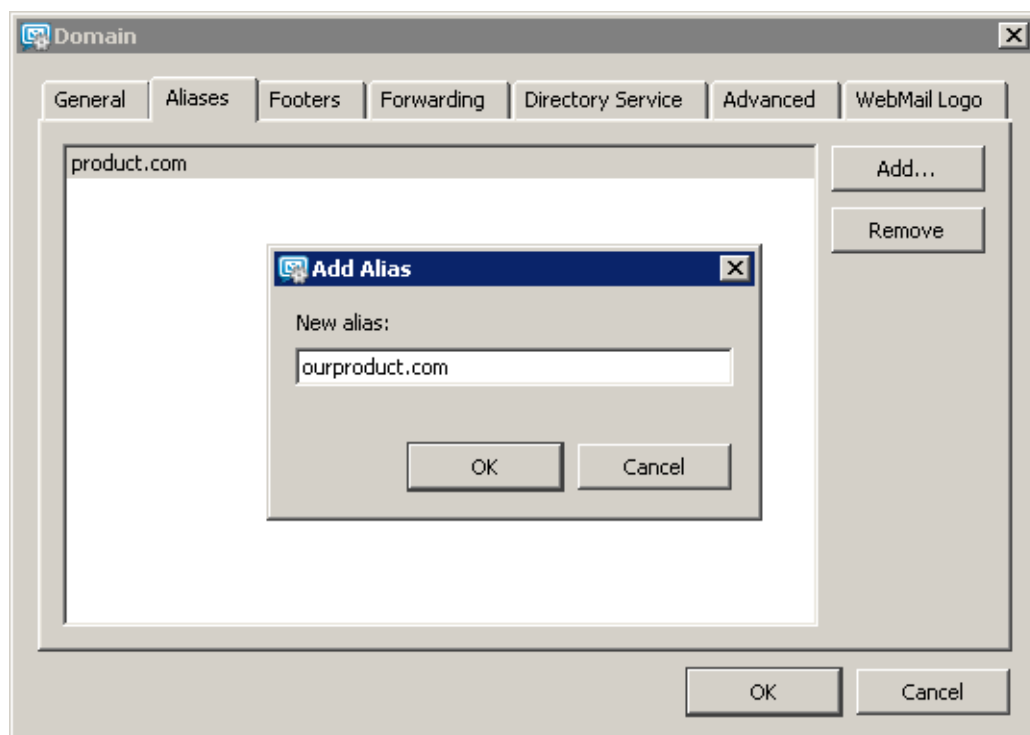 Domain
General Aliases Footers Forwarding Directory Service Advanced WebMail Logo
product.com
Add...
Remove
Add Alias
New alias:
ourproduct.com
OK Cancel
OK Cancel